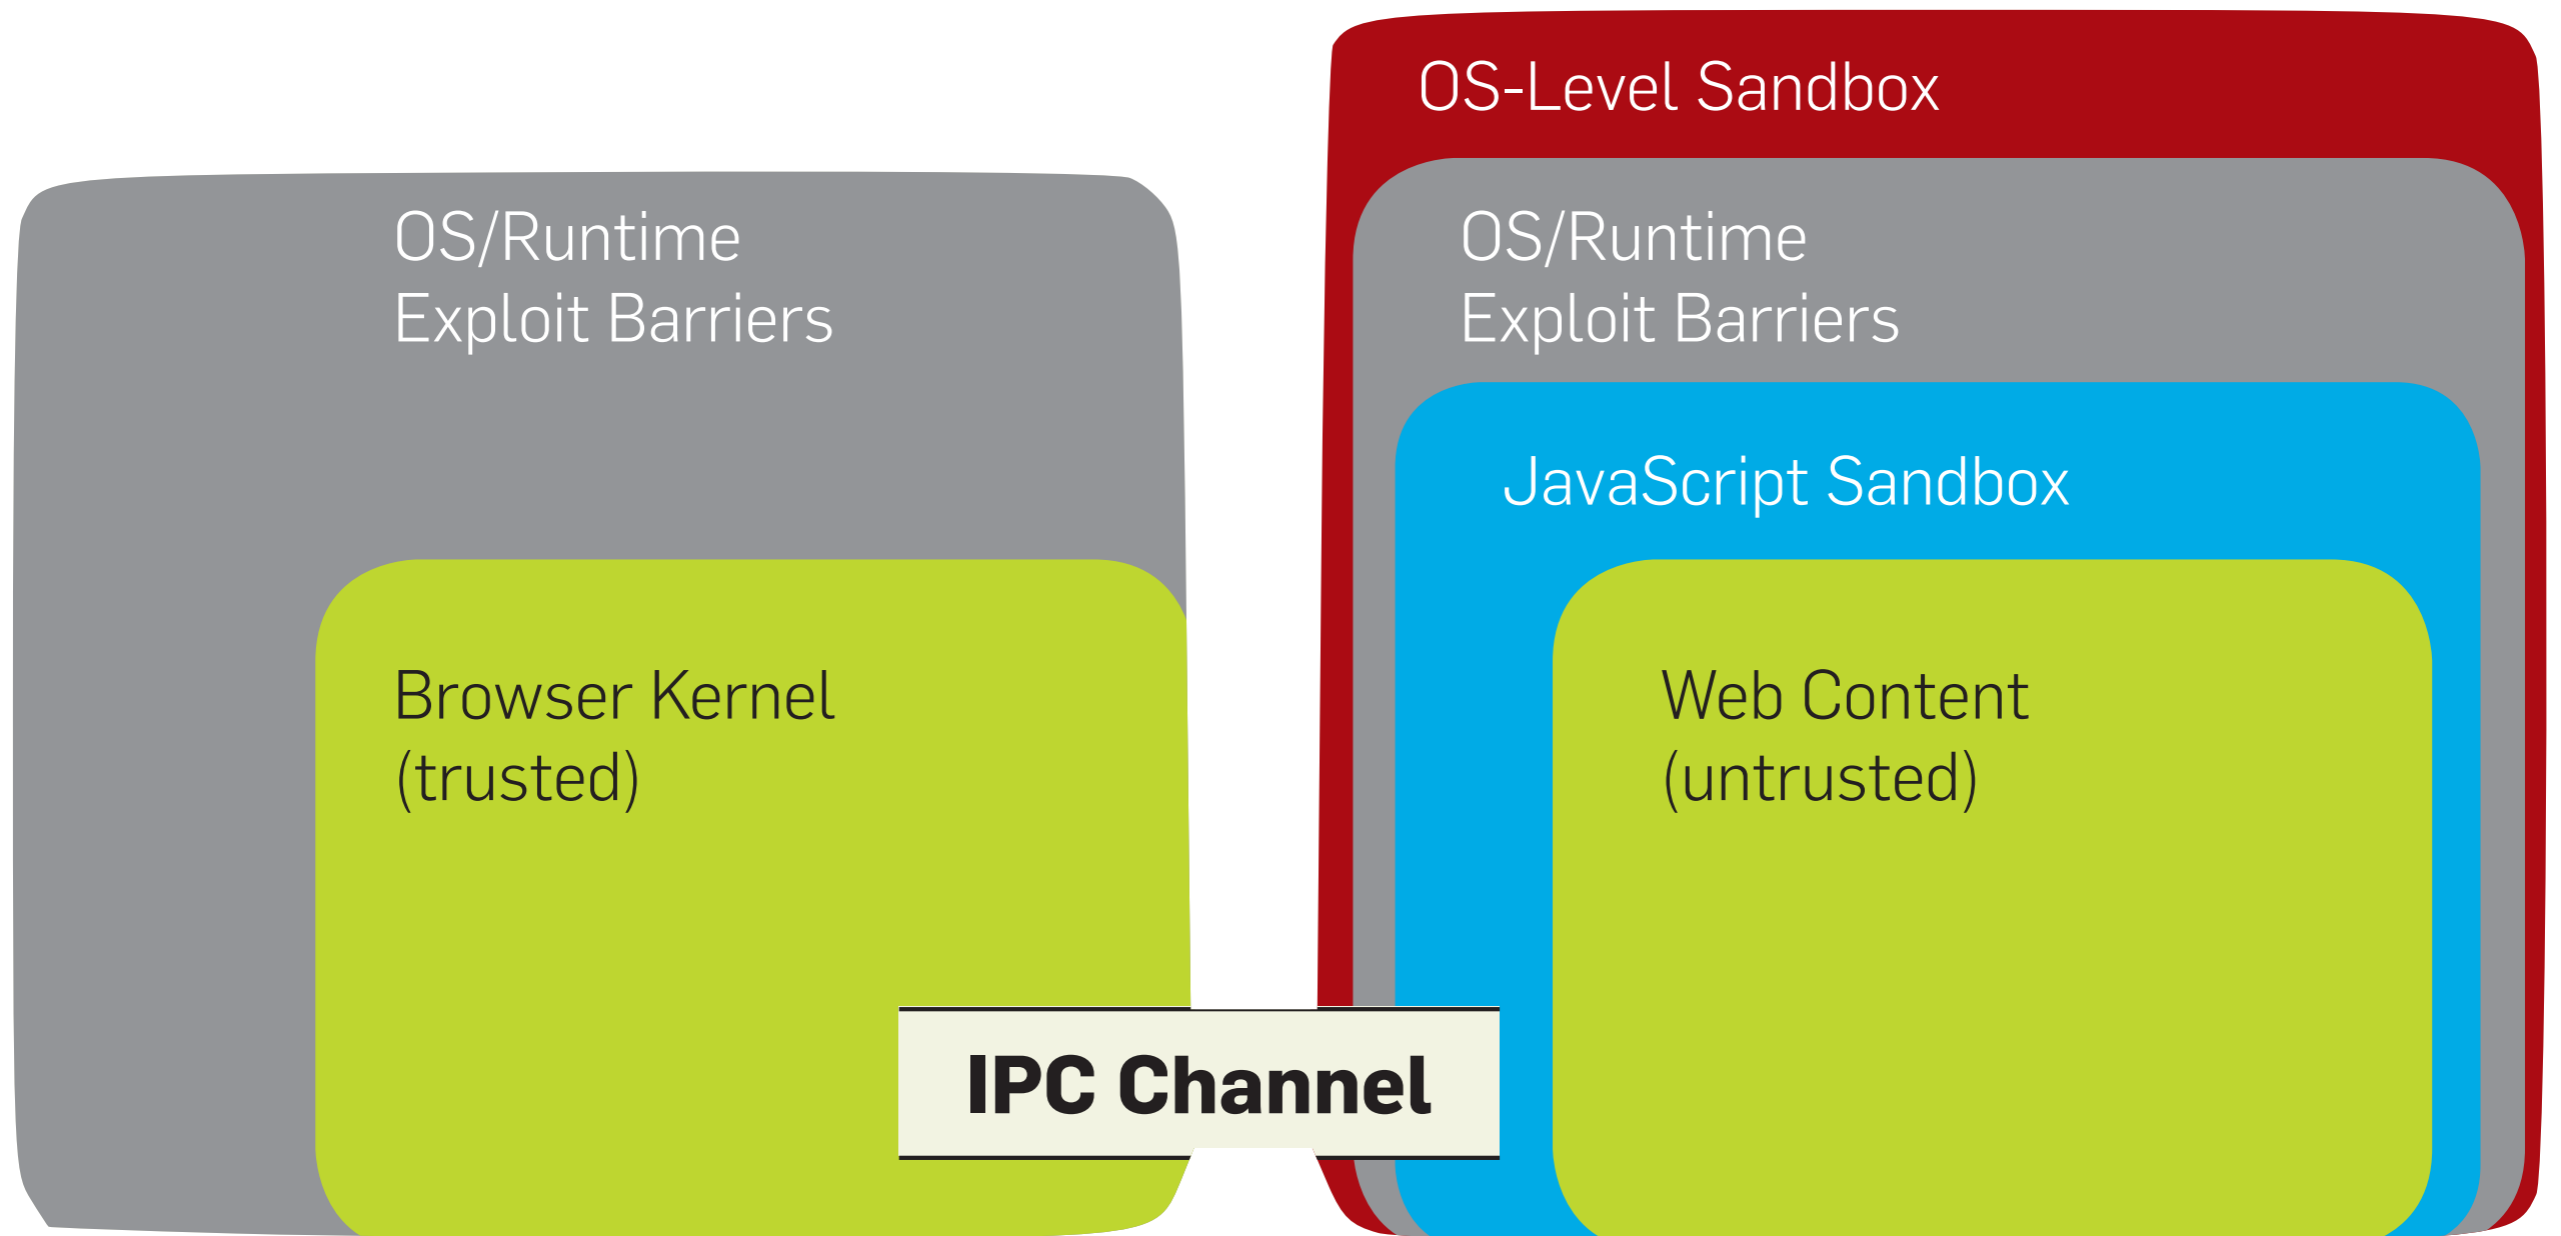 OS/Runtime
Exploit Barriers
Browser Kernel
(trusted)
OS-Level Sandbox
OS/Runtime
Exploit Barriers
JavaScript Sandbox
Web Content
(untrusted)
IPC Channel